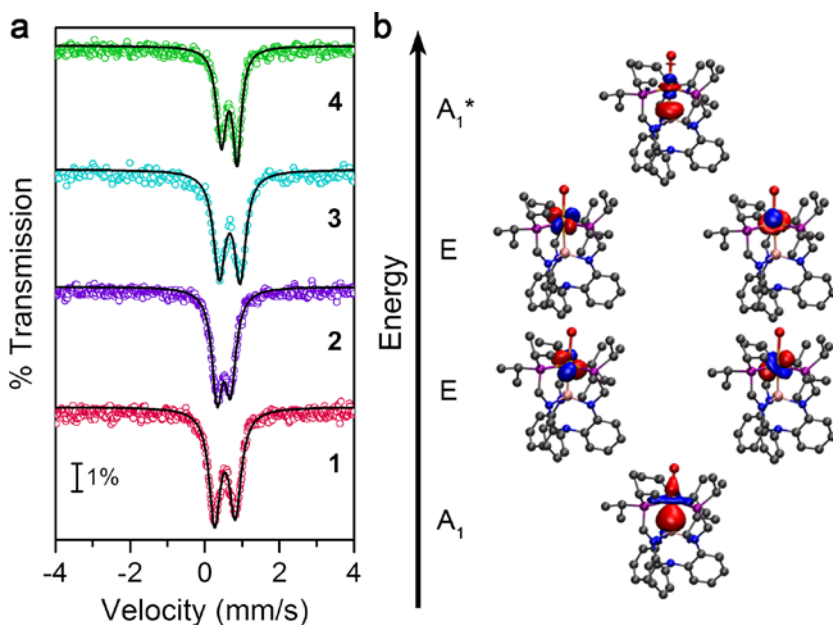 a
b
% Transmission
4
3
2
1
1%
-4 -2 0 2 4
Velocity (mm/s)
Energy
A₁*
E
E
A₁